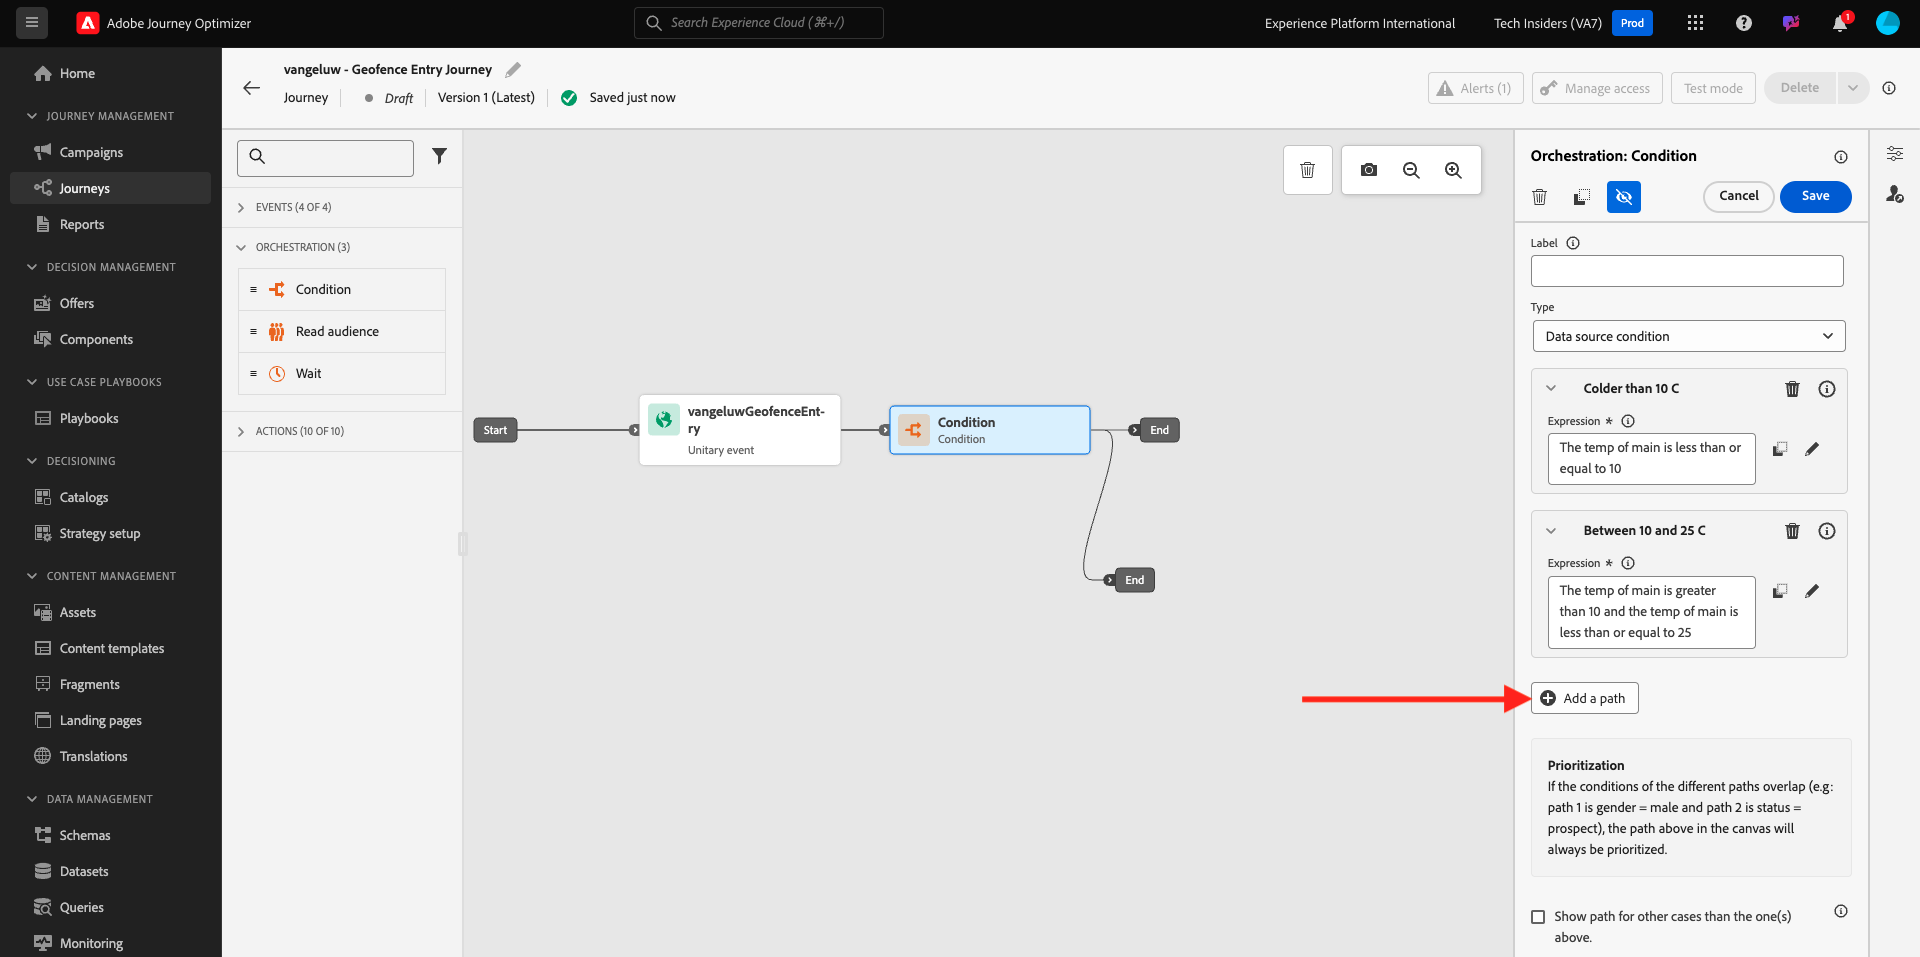 Adobe Journey Optimizer
Search Experience Cloud (⌘+/)
Experience Platform International
Tech Insiders (VA7)
Prod
1
Home
JOURNEY MANAGEMENT
Campaigns
Journeys
Reports
DECISION MANAGEMENT
Offers
Components
USE CASE PLAYBOOKS
Playbooks
DECISIONING
Catalogs
Strategy setup
CONTENT MANAGEMENT
Assets
Content templates
Fragments
Landing pages
Translations
DATA MANAGEMENT
Schemas
Datasets
Queries
Monitoring
vangeluw - Geofence Entry Journey
Journey
Draft
Version 1 (Latest)
Saved just now
Alerts (1)
Manage access
Test mode
Delete
EVENTS (4 OF 4)
ORCHESTRATION (3)
Condition
Read audience
Wait
ACTIONS (10 OF 10)
Start
vangeluwGeofenceEnt-
ry
Unitary event
Condition
Condition
End
End
Orchestration: Condition
Cancel
Save
Label
Type
Data source condition
Colder than 10 C
Expression *
The temp of main is less than or
equal to 10
Between 10 and 25 C
Expression *
The temp of main is greater
than 10 and the temp of main is
less than or equal to 25
Add a path
Prioritization
If the conditions of the different paths overlap (e.g:
path 1 is gender = male and path 2 is status =
prospect), the path above in the canvas will
always be prioritized.
Show path for other cases than the one(s)
above.